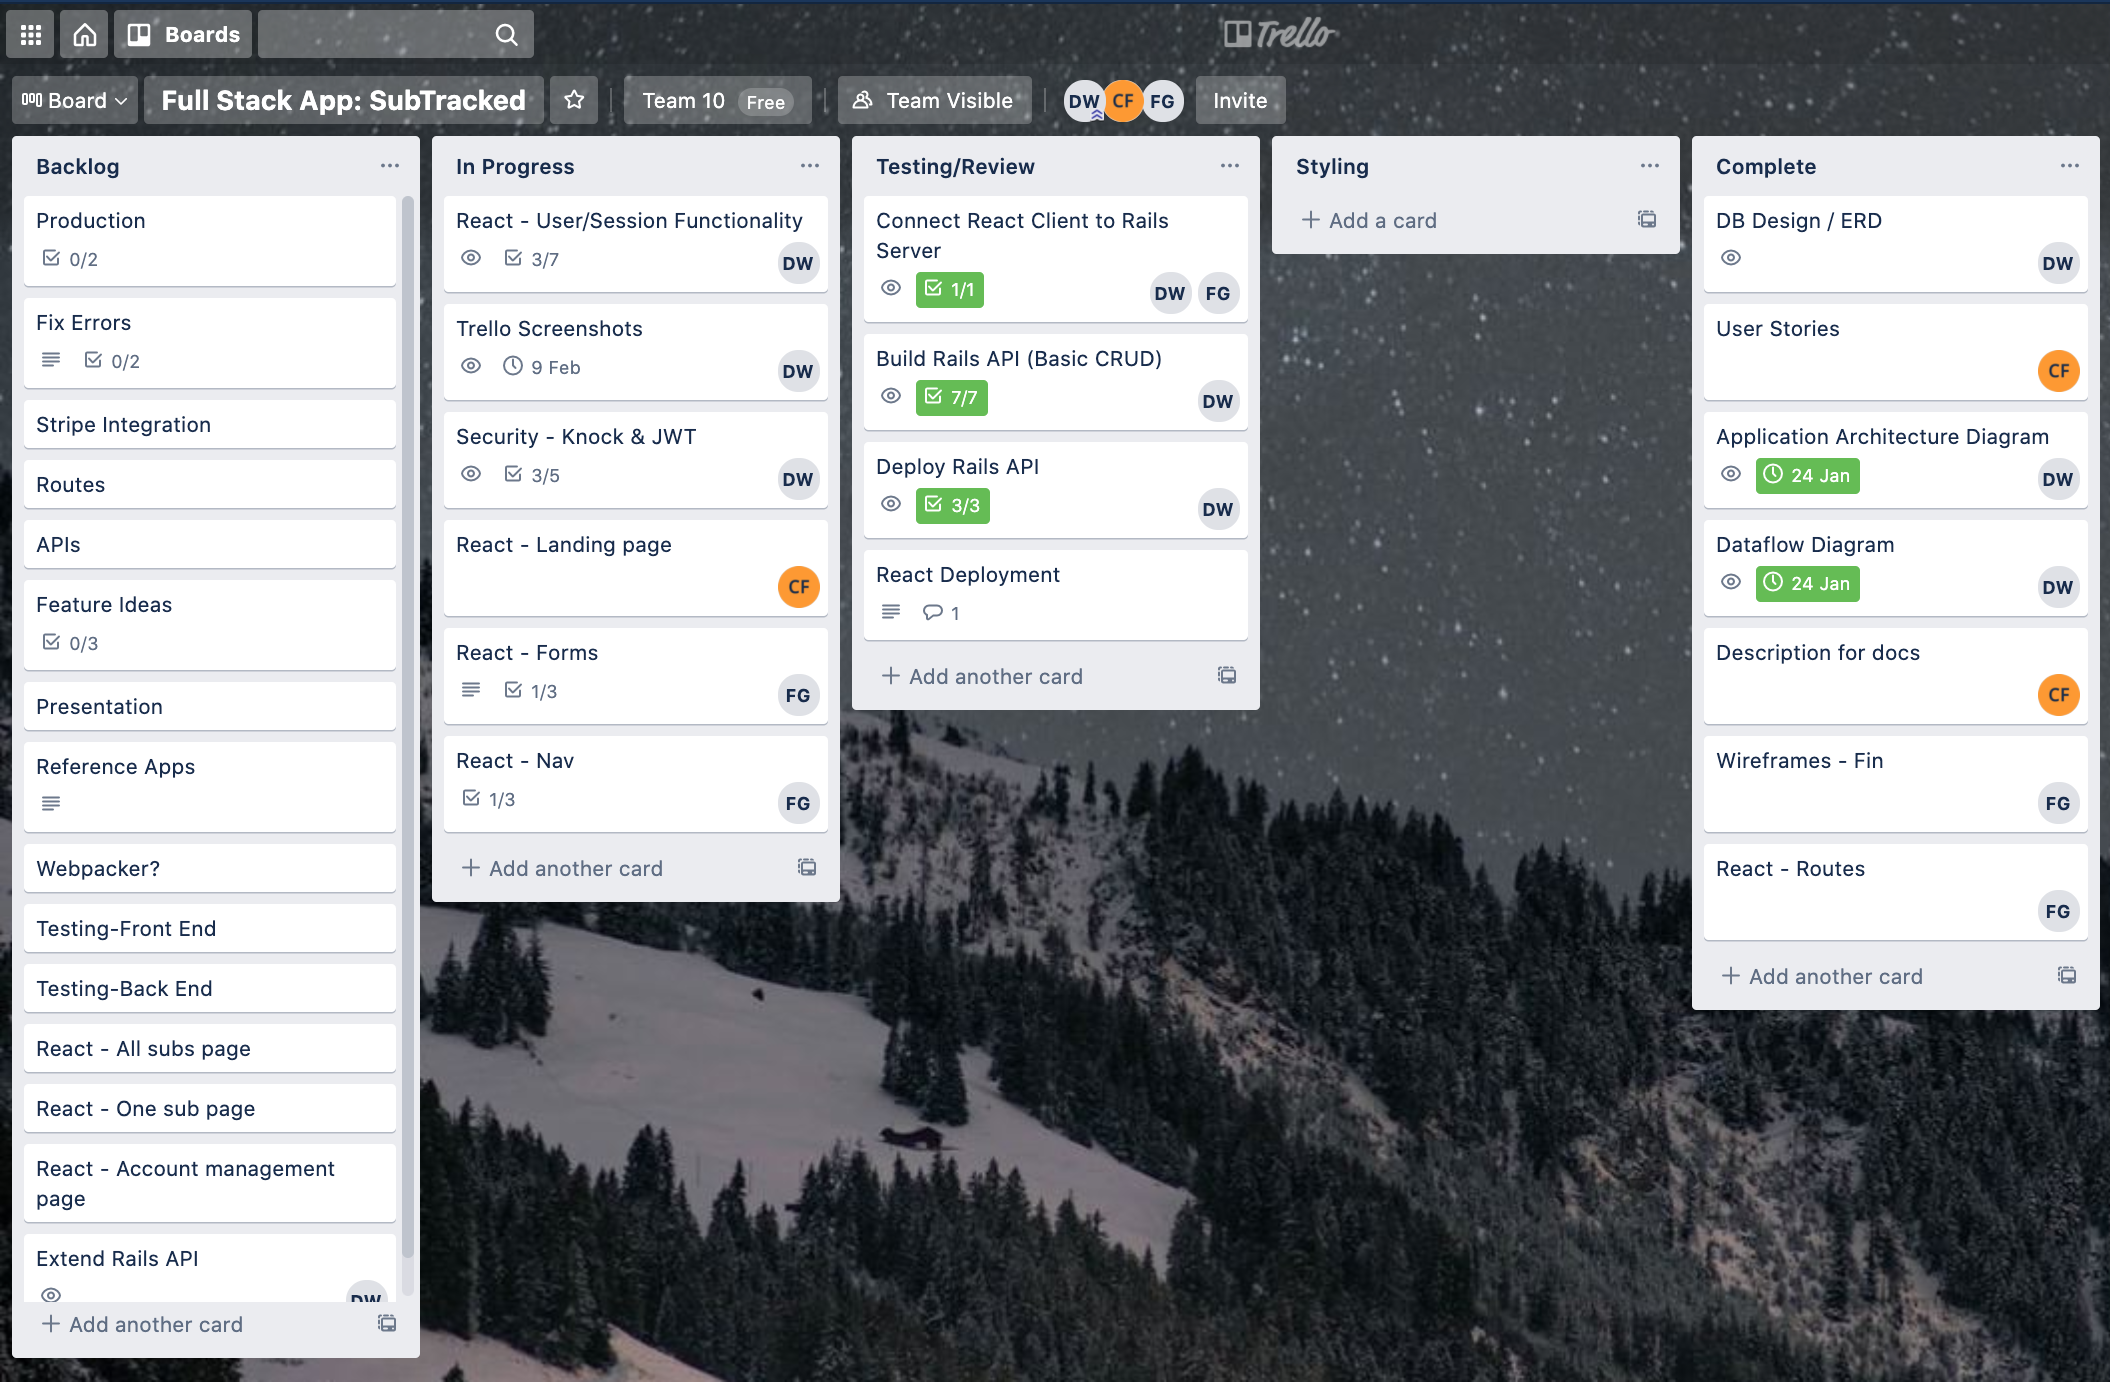 Boards
Trello
Board
Full Stack App: SubTracked
Team 10 Free
Team Visible
DW CF FG
Invite
Backlog
Production
0/2
Fix Errors
0/2
Stripe Integration
Routes
APIs
Feature Ideas
0/3
Presentation
Reference Apps
Webpacker?
Testing-Front End
Testing-Back End
React - All subs page
React - One sub page
React - Account management
page
Extend Rails API
DW
+ Add another card
In Progress
React - User/Session Functionality
3/7
DW
Trello Screenshots
9 Feb
DW
Security - Knock & JWT
3/5
DW
React - Landing page
CF
React - Forms
1/3
FG
React - Nav
1/3
FG
+ Add another card
Testing/Review
Connect React Client to Rails
Server
1/1
DW FG
Build Rails API (Basic CRUD)
7/7
DW
Deploy Rails API
3/3
DW
React Deployment
1
+ Add another card
Styling
+ Add a card
Complete
DB Design / ERD
DW
User Stories
CF
Application Architecture Diagram
24 Jan
DW
Dataflow Diagram
24 Jan
DW
Description for docs
CF
Wireframes - Fin
FG
React - Routes
FG
+ Add another card